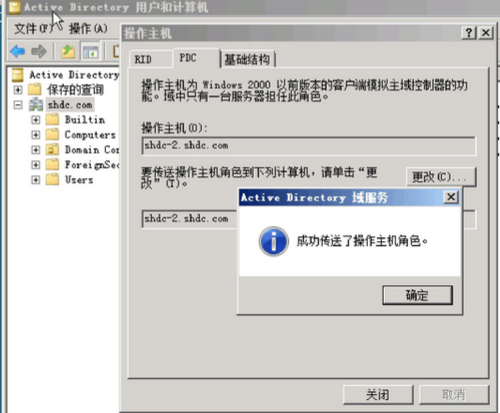 Active Directory 用户和计算机
文件(F) 操作(A)
操作主机
RID PDC 基础结构
Active Directory
保存的查询
shdc.com
Builtin
Computers
Domain Con
ForeignSec
Users
操作主机为 Windows 2000 以前版本的客户端模拟主域控制器的功
能。域中只有一台服务器担任此角色。
操作主机(O):
shdc-2.shdc.com
要传送操作主机角色到下列计算机，请单击“更
改”(T)。
更改(C)...
shdc-2.shdc.com
Active Directory 域服务
成功传送了操作主机角色。
确定
关闭 取消